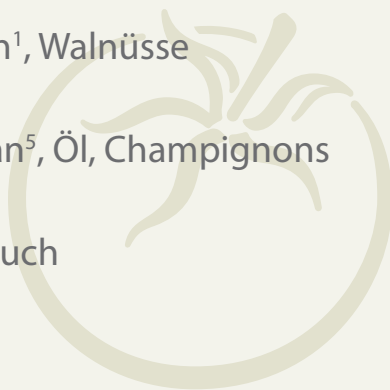 n¹, Walnüsse
an⁵, Öl, Champignons
uch